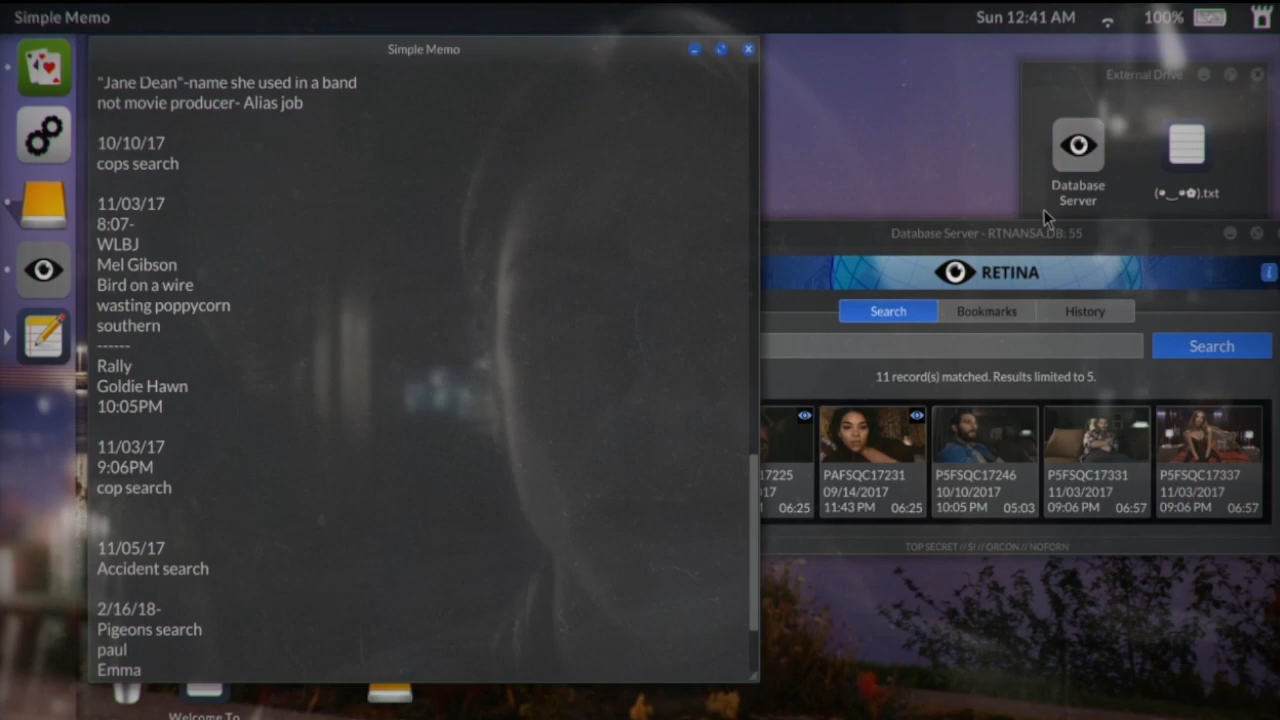 Simple Memo
Sun 12:41 AM
100%
Simple Memo
"Jane Dean"-name she used in a band
not movie producer- Alias job
10/10/17
cops search
11/03/17
8:07-
WLBJ
Mel Gibson
Bird on a wire
wasting poppycorn
southern
------
Rally
Goldie Hawn
10:05PM
11/03/17
9:06PM
cop search
11/05/17
Accident search
2/16/18-
Pigeons search
paul
Emma
External Drive
Database
Server
(•‿•✿).txt
Database Server - RTNANSA.DB: 55
RETINA
i
Search
Bookmarks
History
Search
11 record(s) matched. Results limited to 5.
17225
17
06:25
PAFSQC17231
09/14/2017
11:43 PM 06:25
P5FSQC17246
10/10/2017
10:05 PM 05:03
P5FSQC17331
11/03/2017
09:06 PM 06:57
P5FSQC17337
11/03/2017
09:06 PM 06:57
TOP SECRET // SI // ORCON // NOFORN
Welcome To